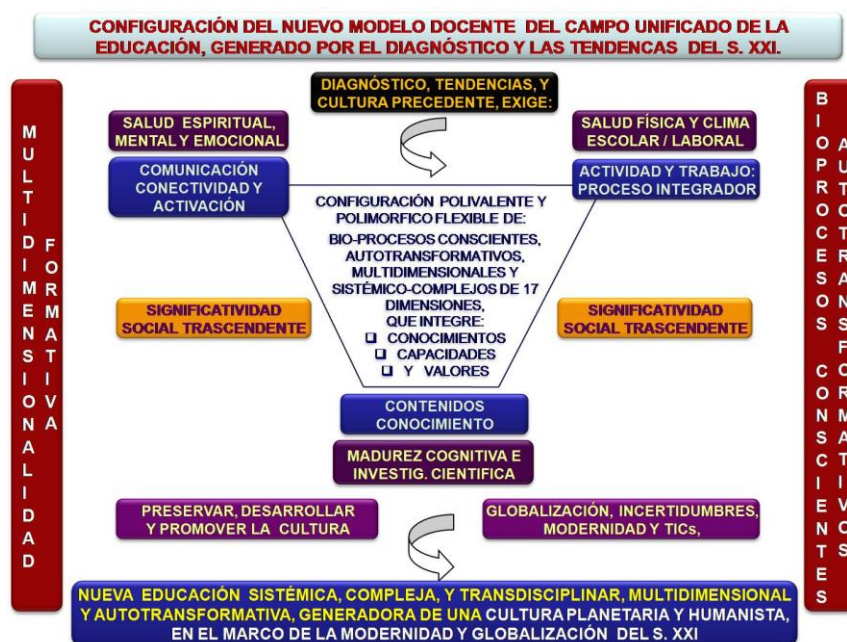 CONFIGURACIÓN DEL NUEVO MODELO DOCENTE DEL CAMPO UNIFICADO DE LA
EDUCACIÓN, GENERADO POR EL DIAGNÓSTICO Y LAS TENDENCAS DEL S. XXI.
DIAGNÓSTICO, TENDENCIAS, Y
CULTURA PRECEDENTE, EXIGE:
MULTIDIMENSIONALIDAD
FORMATIVA
SALUD ESPIRITUAL,
MENTAL Y EMOCIONAL
SALUD FÍSICA Y CLIMA
ESCOLAR / LABORAL
COMUNICACIÓN
CONECTIVIDAD Y
ACTIVACIÓN
ACTIVIDAD Y TRABAJO:
PROCESO INTEGRADOR
CONFIGURACIÓN POLIVALENTE Y
POLIMORFICO FLEXIBLE DE:
BIO-PROCESOS CONSCIENTES,
AUTOTRANSFORMATIVOS,
MULTIDIMENSIONALES Y
SISTÉMICO-COMPLEJOS DE 17
DIMENSIONES,
QUE INTEGRE:
❑ CONOCIMIENTOS
❑ CAPACIDADES
❑ Y VALORES
SIGNIFICATIVIDAD
SOCIAL TRASCENDENTE
SIGNIFICATIVIDAD
SOCIAL TRASCENDENTE
CONTENIDOS
CONOCIMIENTO
MADUREZ COGNITIVA E
INVESTIG. CIENTIFICA
PRESERVAR, DESARROLLAR
Y PROMOVER LA CULTURA
GLOBALIZACIÓN, INCERTIDUMBRES,
MODERNIDAD Y TICs,
BIOPROCESOS CONSCIENTES
AUTOTRANSFORMATIVOS
NUEVA EDUCACIÓN SISTÉMICA, COMPLEJA, Y TRANSDISCIPLINAR, MULTIDIMENSIONAL
Y AUTOTRANSFORMATIVA, GENERADORA DE UNA CULTURA PLANETARIA Y HUMANISTA,
EN EL MARCO DE LA MODERNIDAD Y GLOBALIZACIÓN DEL S. XXI